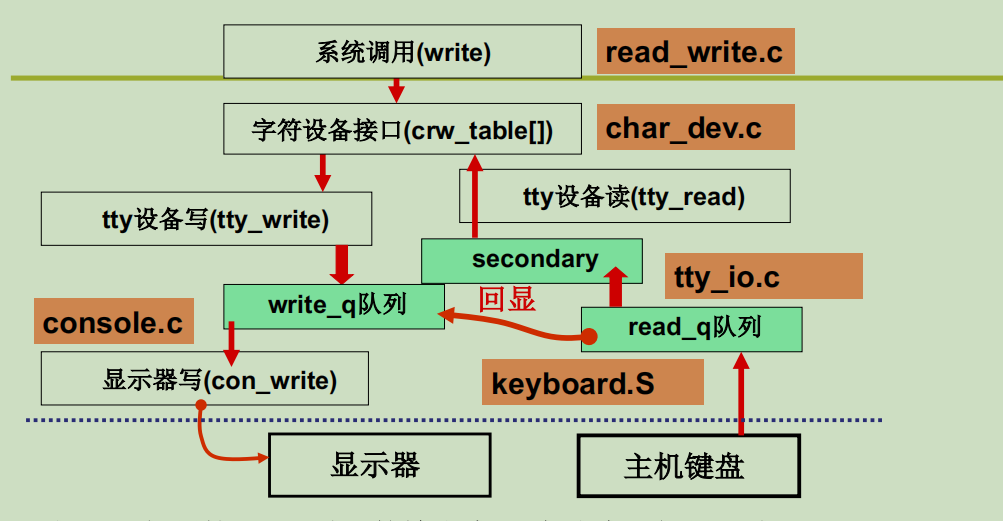 系统调用(write)
read_write.c
字符设备接口(crw_table[])
char_dev.c
tty设备读(tty_read)
tty设备写(tty_write)
secondary
tty_io.c
write_q队列
回显
console.c
read_q队列
显示器写(con_write)
keyboard.S
显示器
主机键盘